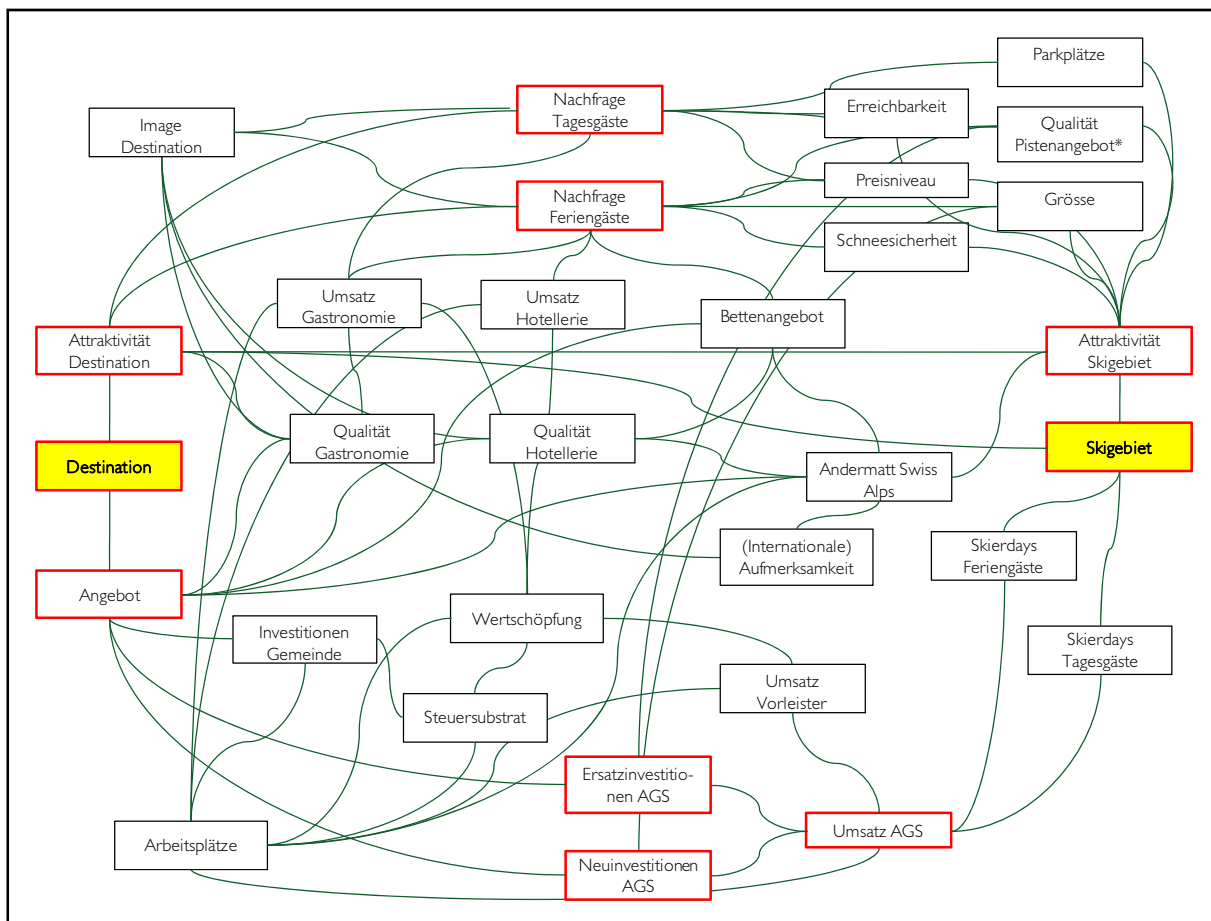 Parkplätze
Nachfrage
Tagesgäste
Erreichbarkeit
Image
Destination
Qualität
Pistenangebot*
Nachfrage
Feriengäste
Preisniveau
Grösse
Schneesicherheit
Umsatz
Gastronomie
Umsatz
Hotellerie
Bettenangebot
Attraktivität
Destination
Attraktivität
Skigebiet
Destination
Qualität
Gastronomie
Qualität
Hotellerie
Skigebiet
Andermatt Swiss
Alps
(Internationale)
Aufmerksamkeit
Skierdays
Feriengäste
Angebot
Wertschöpfung
Investitionen
Gemeinde
Skierdays
Tagesgäste
Umsatz
Vorleister
Steuersubstrat
Ersatzinvestitio-
nen AGS
Umsatz AGS
Arbeitsplätze
Neuinvestitionen
AGS